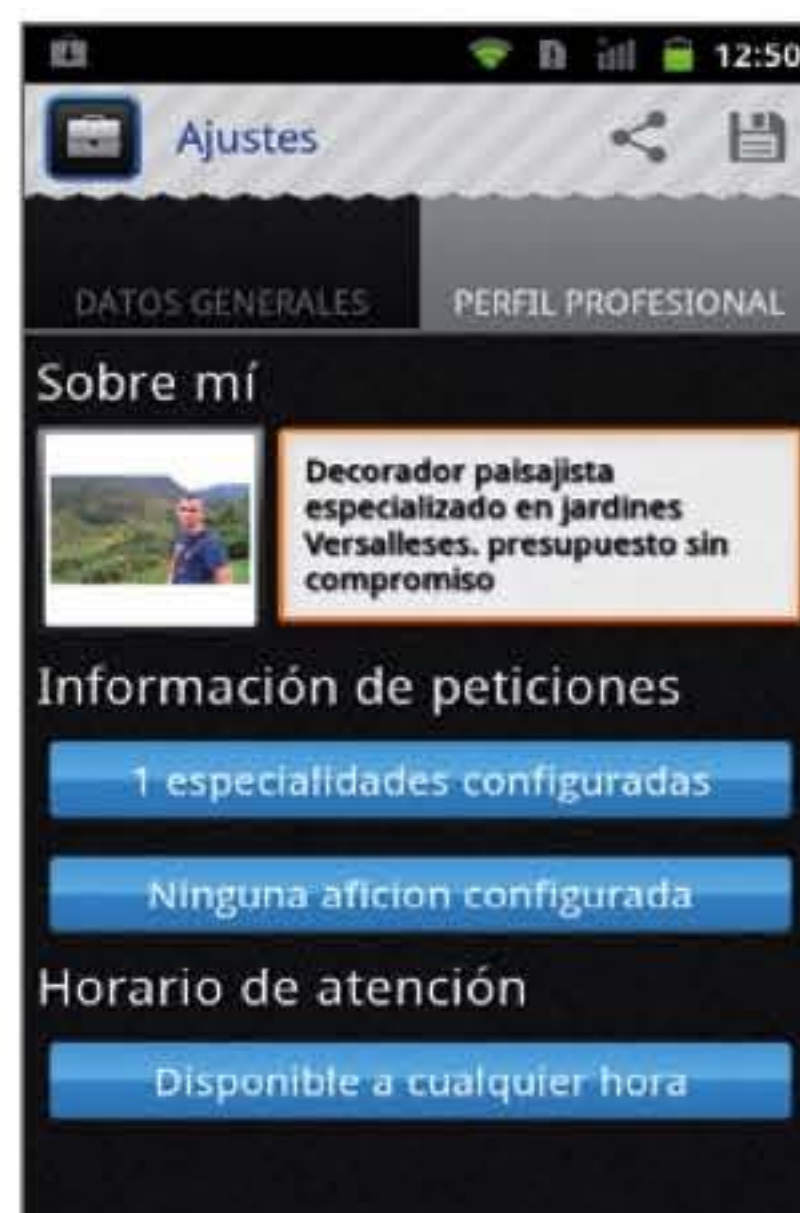 12:50
Ajustes
DATOS GENERALES PERFIL PROFESIONAL
Sobre mí
Decorador paisajista
especializado en jardines
Versalleses. presupuesto sin
compromiso
Información de peticiones
1 especialidades configuradas
Ninguna aficion configurada
Horario de atención
Disponible a cualquier hora